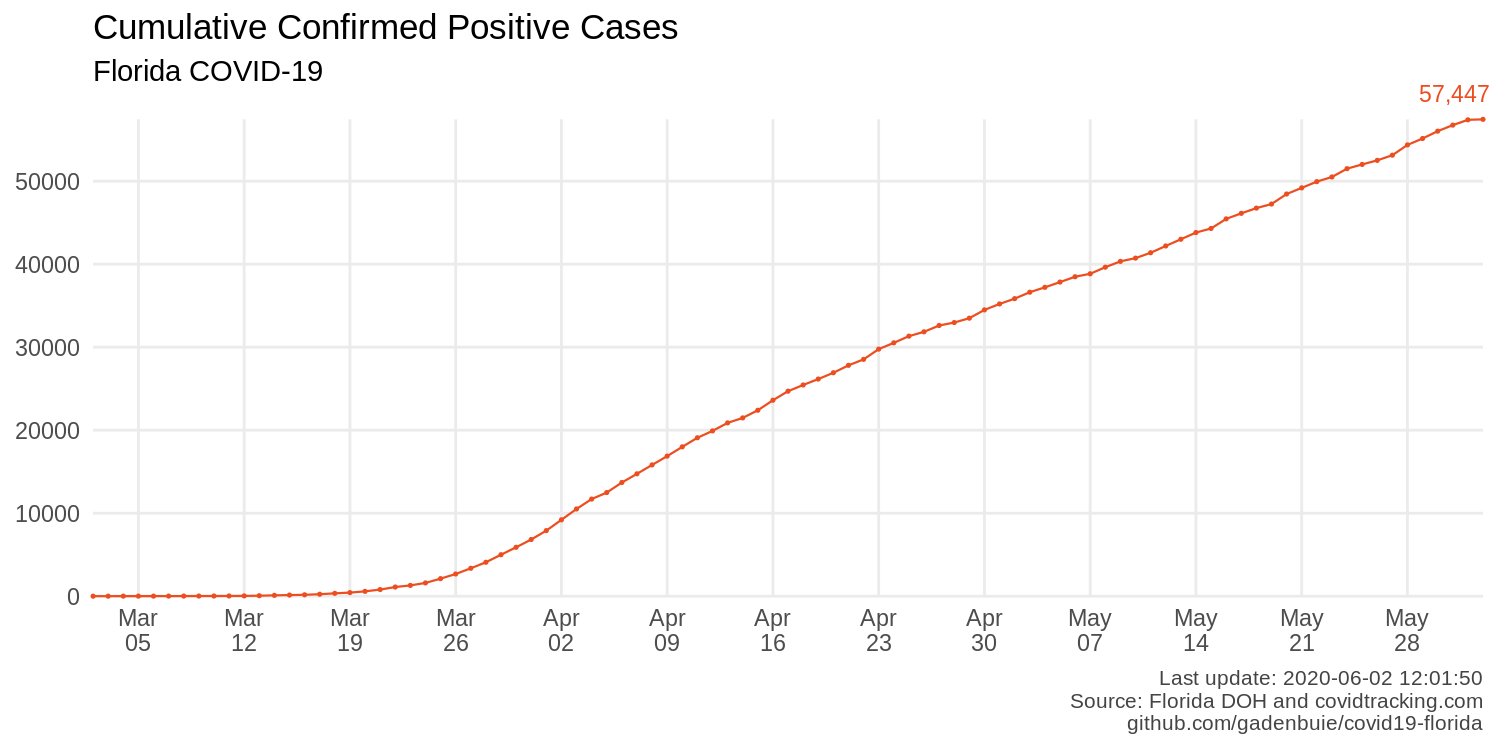 Cumulative Confirmed Positive Cases
Florida COVID-19
57,447
50000
40000
30000
20000
10000
0
Mar Mar Mar Mar Apr Apr Apr Apr Apr May May May May
05 12 19 26 02 09 16 23 30 07 14 21 28
Last update: 2020-06-02 12:01:50
Source: Florida DOH and covidtracking.com
github.com/gadenbuie/covid19-florida